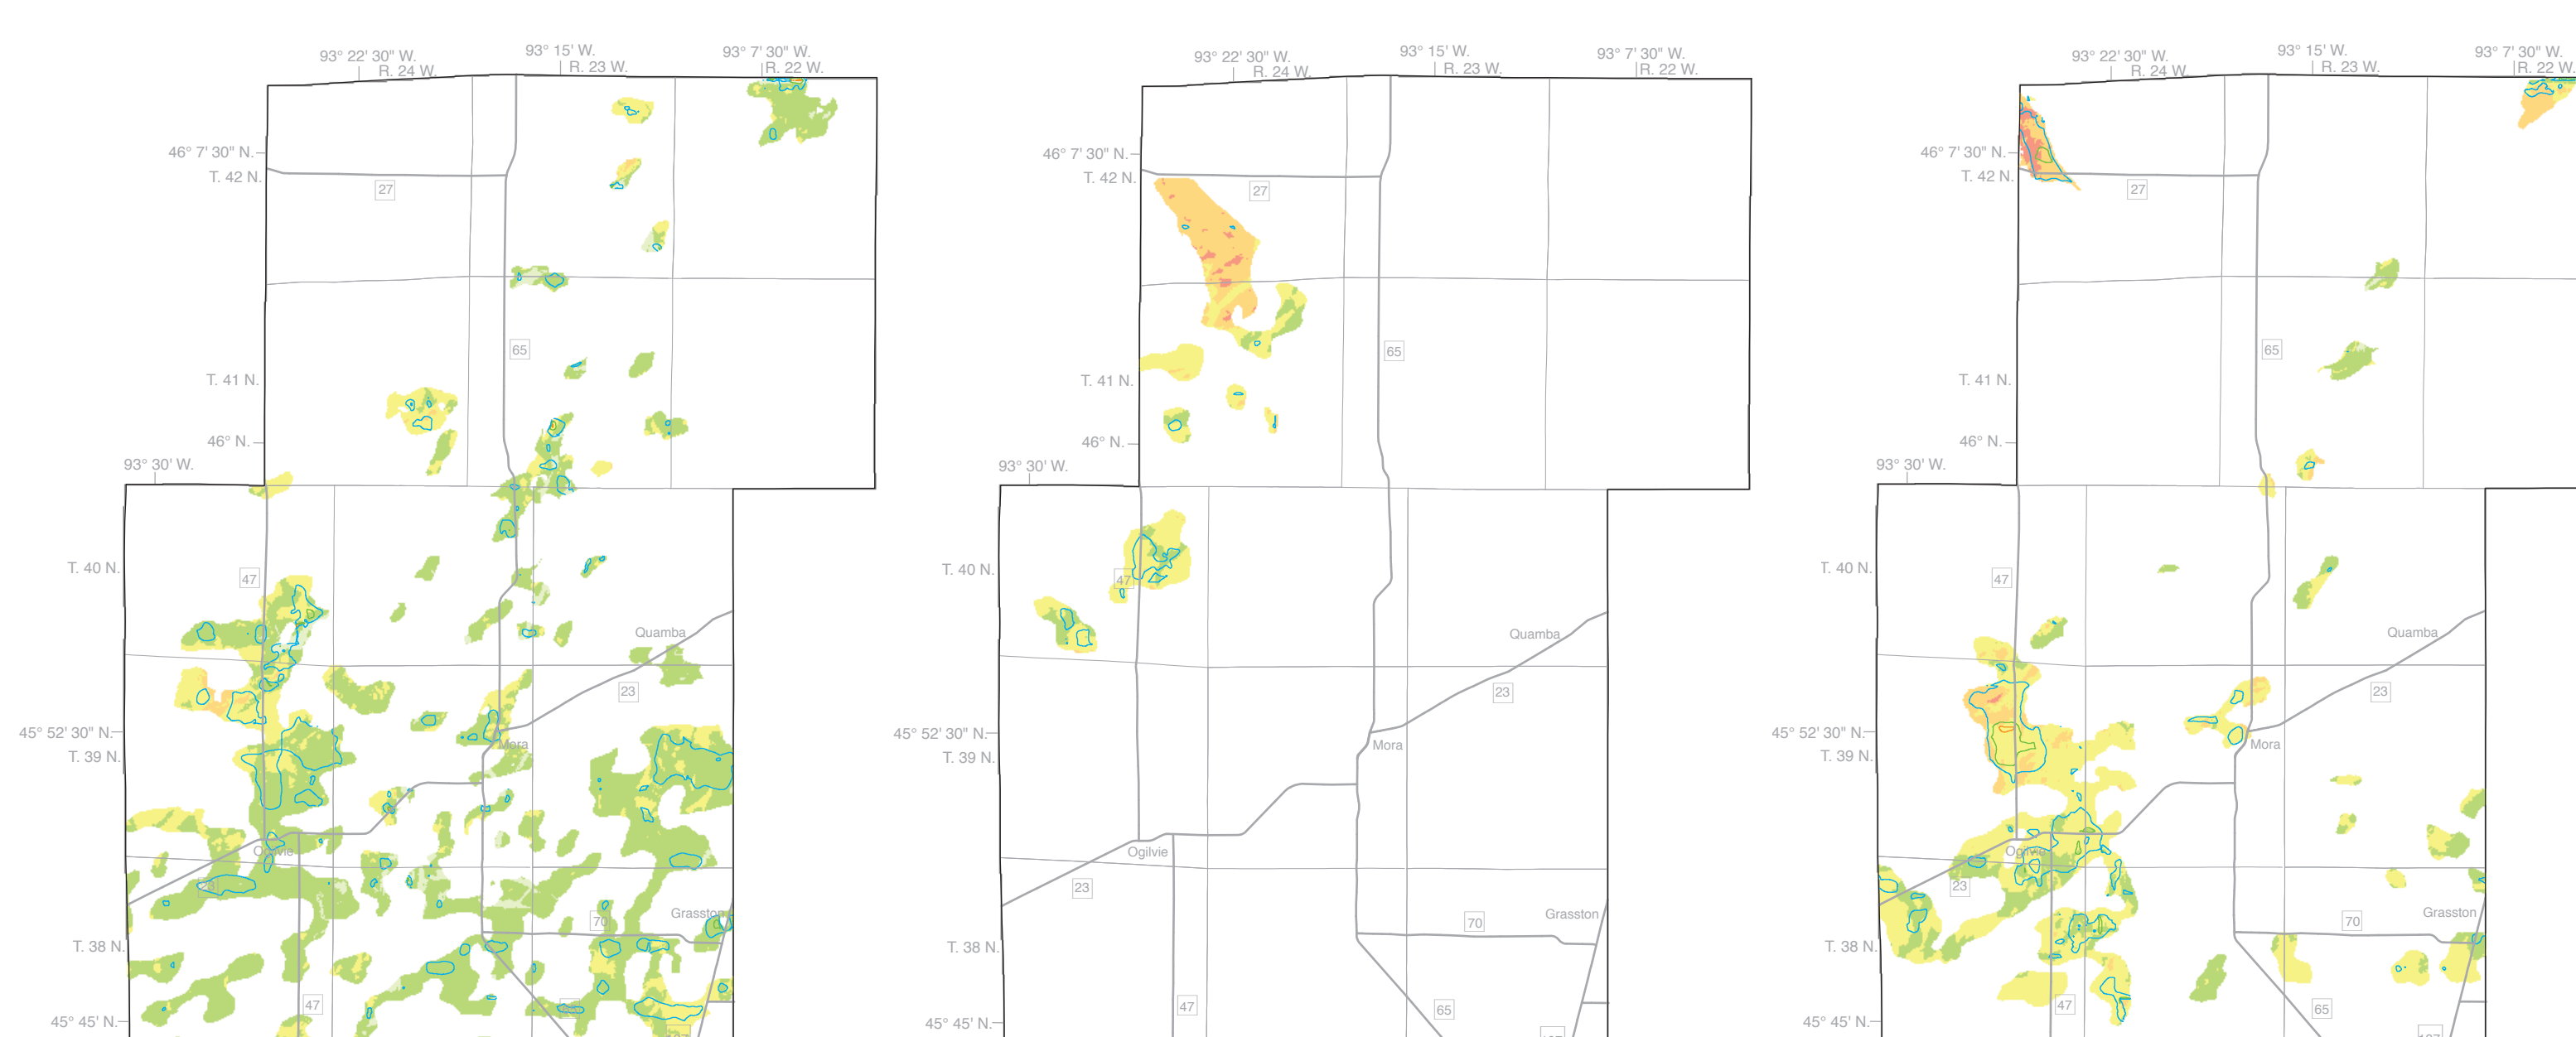 93° 22' 30" W.
R. 24 W.
93° 15' W.
R. 23 W.
93° 7' 30" W.
R. 22 W.
46° 7' 30" N.
T. 42 N.
27
65
T. 41 N.
46° N.
93° 30' W.
T. 40 N.
47
Quamba
23
45° 52' 30" N.
Mora
T. 39 N.
Ogilvie
23
Grasston
70
T. 38 N.
47
45° 45' N.
93° 22' 30" W.
R. 24 W.
93° 15' W.
R. 23 W.
93° 7' 30" W.
R. 22 W.
46° 7' 30" N.
T. 42 N.
27
65
T. 41 N.
46° N.
93° 30' W.
T. 40 N.
47
Quamba
23
45° 52' 30" N.
Mora
T. 39 N.
Ogilvie
23
Grasston
70
T. 38 N.
47
65
45° 45' N.
93° 22' 30" W.
R. 24 W.
93° 15' W.
R. 23 W.
93° 7' 30" W.
R. 22 W.
46° 7' 30" N.
T. 42 N.
27
65
T. 41 N.
46° N.
93° 30' W.
T. 40 N.
47
Quamba
23
45° 52' 30" N.
Mora
T. 39 N.
Ogilvie
23
Grasston
70
T. 38 N.
47
65
45° 45' N.